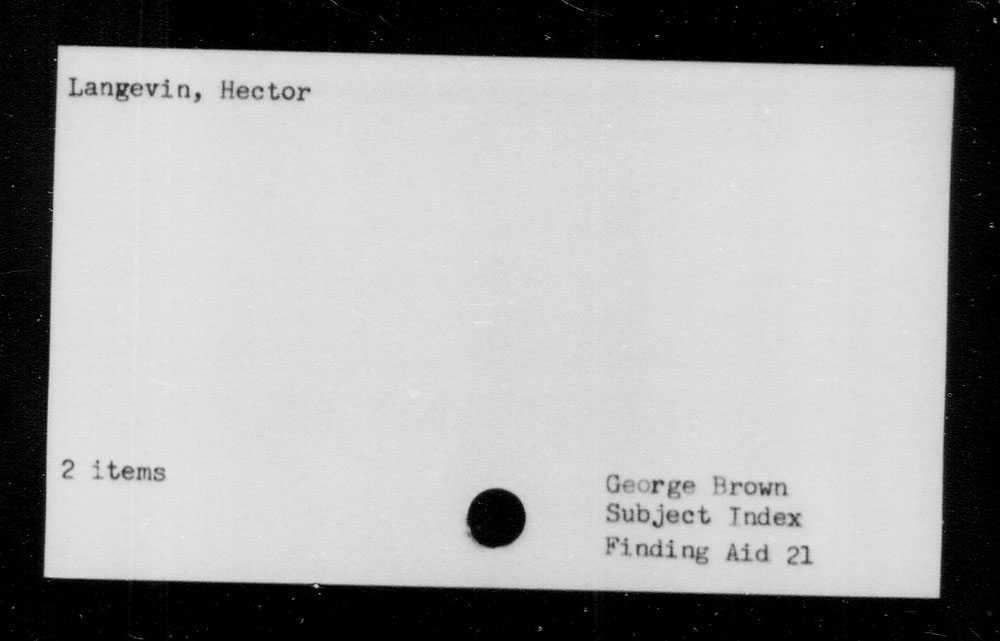 Langevin, Hector
2 items
George Brown
Subject Index
Finding Aid 21